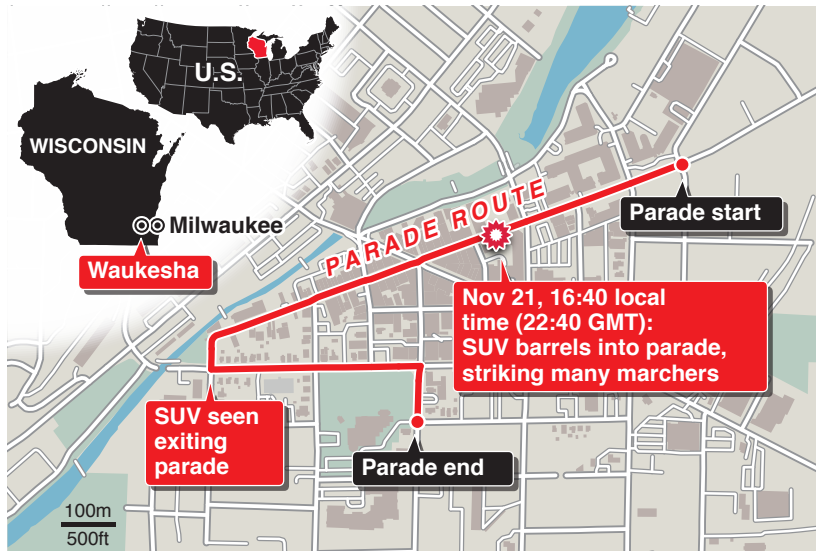 U.S.
WISCONSIN
Milwaukee
Waukesha
PARADE ROUTE
Parade start
Nov 21, 16:40 local
time (22:40 GMT):
SUV barrels into parade,
striking many marchers
SUV seen
exiting
parade
Parade end
100m
500ft